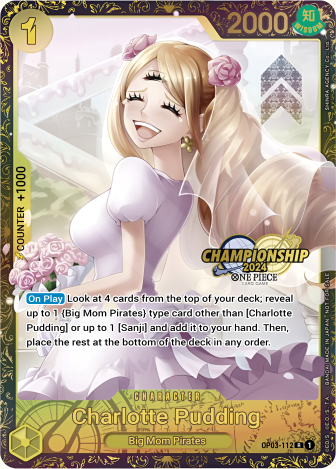 1
2000
知
WISDOM
COUNTER +1000
CHAMPIONSHIP
2024
ONE PIECE
CARD GAME
On Play Look at 4 cards from the top of your deck; reveal
up to 1 {Big Mom Pirates} type card other than [Charlotte
Pudding] or up to 1 [Sanji] and add it to your hand. Then,
place the rest at the bottom of the deck in any order.
CHARACTER
Charlotte Pudding
Big Mom Pirates
OP03-112 R 1